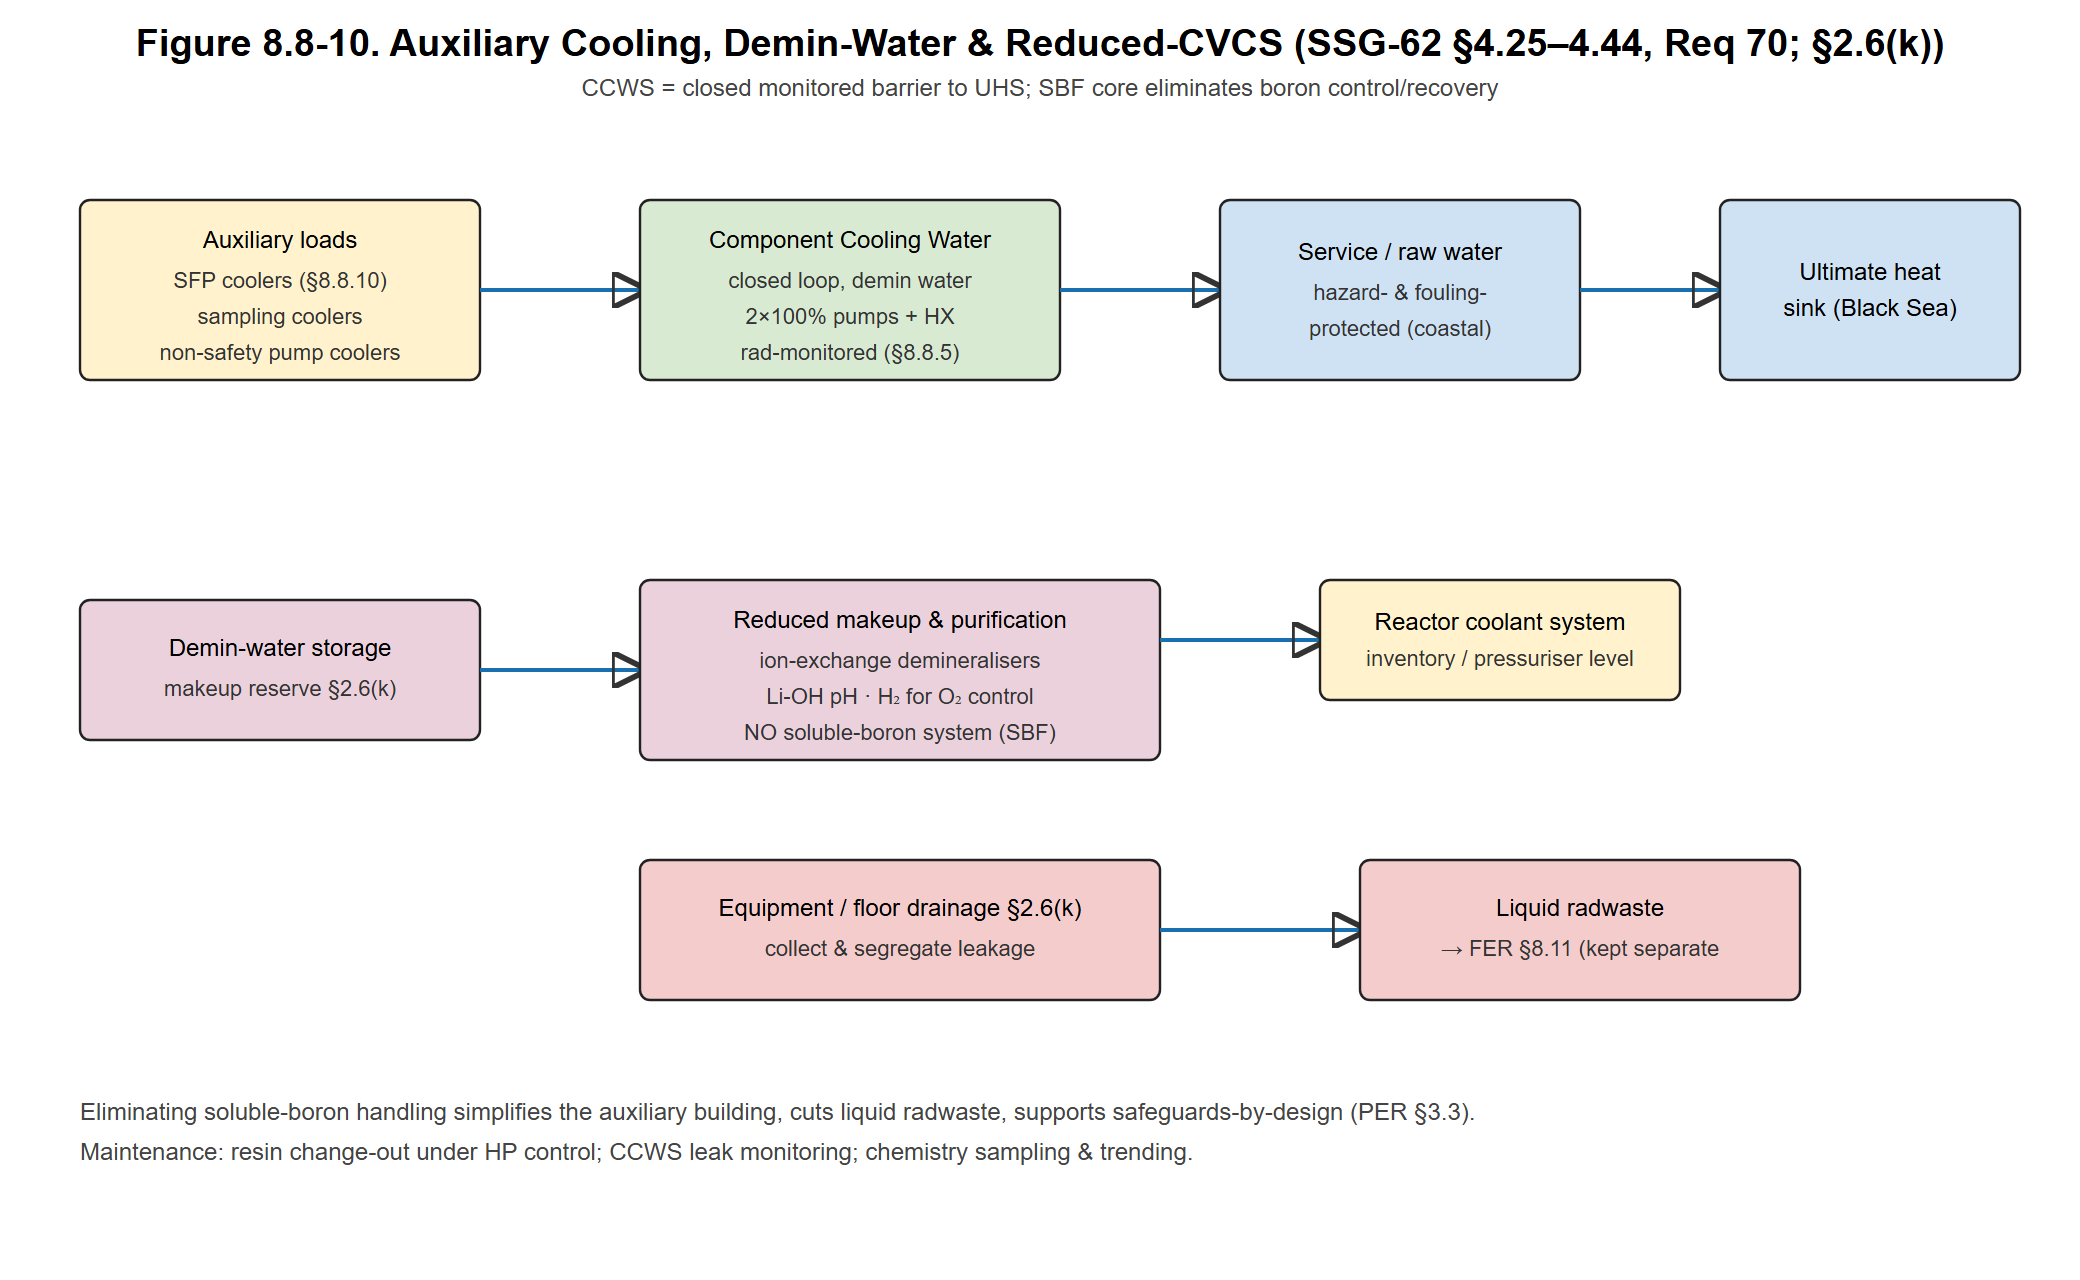 Figure 8.8-10. Auxiliary Cooling, Demin-Water & Reduced-CVCS (SSG-62 §4.25–4.44, Req 70; §2.6(k))
CCWS = closed monitored barrier to UHS; SBF core eliminates boron control/recovery
Auxiliary loads
SFP coolers (§8.8.10)
sampling coolers
non-safety pump coolers
Component Cooling Water
closed loop, demin water
2×100% pumps + HX
rad-monitored (§8.8.5)
Service / raw water
hazard- & fouling-
protected (coastal)
Ultimate heat
sink (Black Sea)
Demin-water storage
makeup reserve §2.6(k)
Reduced makeup & purification
ion-exchange demineralisers
Li-OH pH · H₂ for O₂ control
NO soluble-boron system (SBF)
Reactor coolant system
inventory / pressuriser level
Equipment / floor drainage §2.6(k)
collect & segregate leakage
Liquid radwaste
→ FER §8.11 (kept separate
Eliminating soluble-boron handling simplifies the auxiliary building, cuts liquid radwaste, supports safeguards-by-design (PER §3.3).
Maintenance: resin change-out under HP control; CCWS leak monitoring; chemistry sampling & trending.